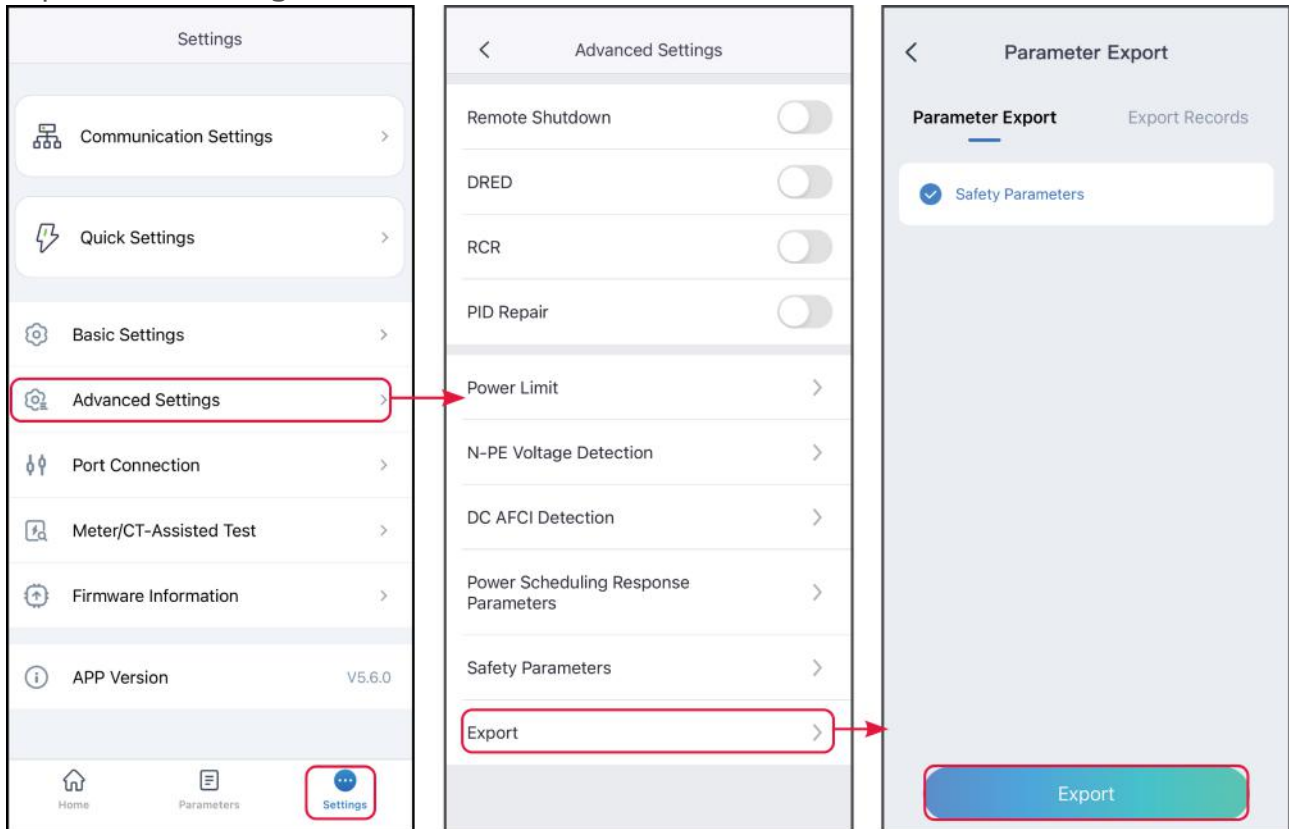 Settings
Communication Settings
Quick Settings
Basic Settings
Advanced Settings
Port Connection
Meter/CT-Assisted Test
Firmware Information
APP Version V5.6.0
Home Parameters Settings
Advanced Settings
Remote Shutdown
DRED
RCR
PID Repair
Power Limit
N-PE Voltage Detection
DC AFCI Detection
Power Scheduling Response
Parameters
Safety Parameters
Export
Parameter Export
Parameter Export Export Records
Safety Parameters
Export